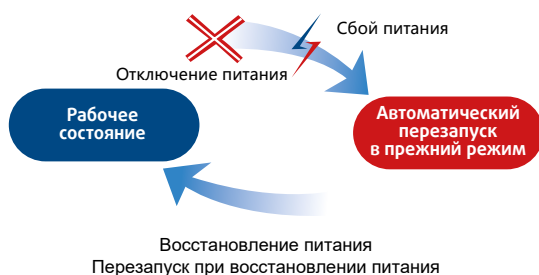 Сбой питания
Отключение питания
Рабочее
состояние
Автоматический
перезапуск
в прежний режим
Восстановление питания
Перезапуск при восстановлении питания